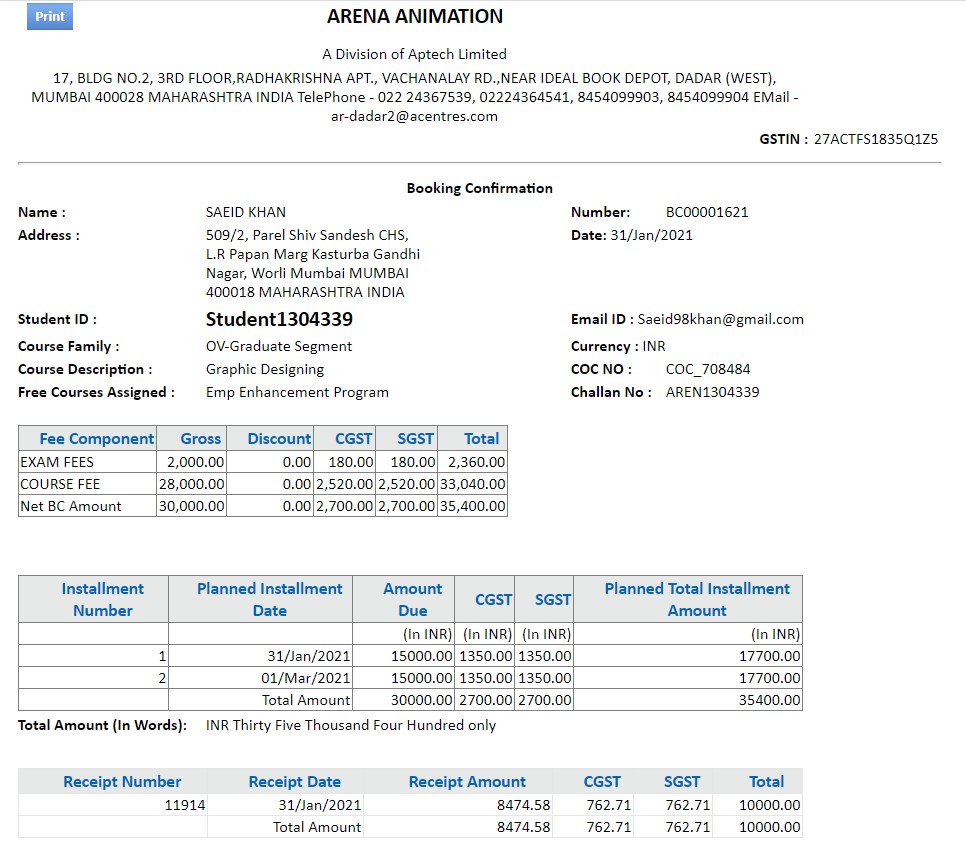 Print
ARENA ANIMATION
A Division of Aptech Limited
17, BLDG NO.2, 3RD FLOOR,RADHAKRISHNA APT., VACHANALAY RD.,NEAR IDEAL BOOK DEPOT, DADAR (WEST),
MUMBAI 400028 MAHARASHTRA INDIA TelePhone - 022 24367539, 02224364541, 8454099903, 8454099904 EMail -
ar-dadar2@acentres.com
GSTIN : 27ACTFS1835Q1Z5
Booking Confirmation
Name : SAEID KHAN Number: BC00001621
Address : 509/2, Parel Shiv Sandesh CHS, Date: 31/Jan/2021
L.R Papan Marg Kasturba Gandhi
Nagar, Worli Mumbai MUMBAI
400018 MAHARASHTRA INDIA
Student ID : Student1304339 Email ID : Saeid98khan@gmail.com
Course Family : OV-Graduate Segment Currency : INR
Course Description : Graphic Designing COC NO : COC_708484
Free Courses Assigned : Emp Enhancement Program Challan No : AREN1304339
Fee Component Gross Discount CGST SGST Total
EXAM FEES 2,000.00 0.00 180.00 180.00 2,360.00
COURSE FEE 28,000.00 0.00 2,520.00 2,520.00 33,040.00
Net BC Amount 30,000.00 0.00 2,700.00 2,700.00 35,400.00
Installment Number Planned Installment Date Amount Due CGST SGST Planned Total Installment Amount
(In INR) (In INR) (In INR) (In INR)
1 31/Jan/2021 15000.00 1350.00 1350.00 17700.00
2 01/Mar/2021 15000.00 1350.00 1350.00 17700.00
Total Amount 30000.00 2700.00 2700.00 35400.00
Total Amount (In Words): INR Thirty Five Thousand Four Hundred only
Receipt Number Receipt Date Receipt Amount CGST SGST Total
11914 31/Jan/2021 8474.58 762.71 762.71 10000.00
Total Amount 8474.58 762.71 762.71 10000.00